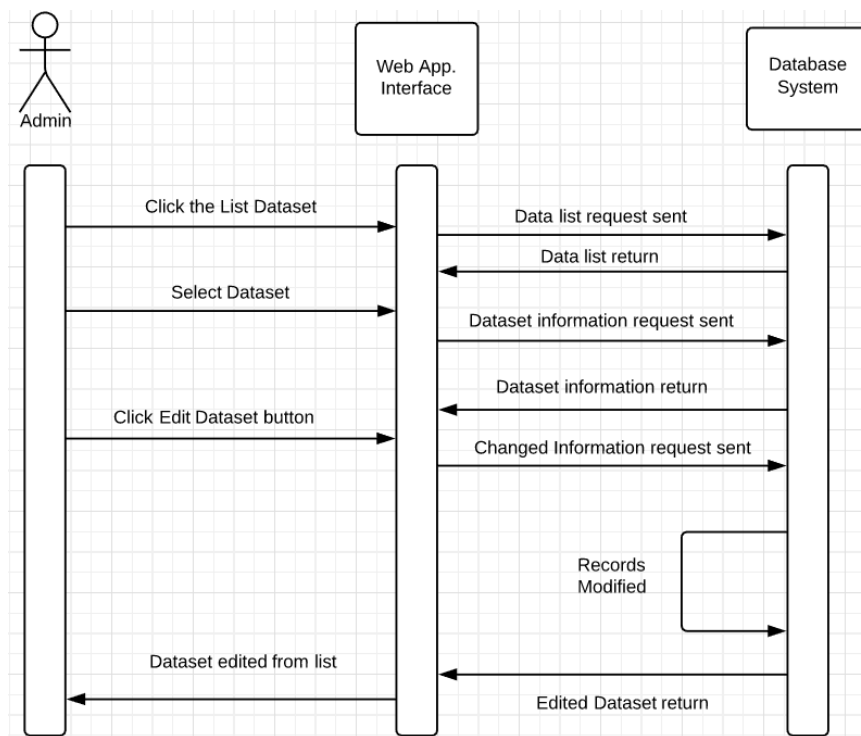 Admin
Web App.
Interface
Database
System
Click the List Dataset
Data list request sent
Data list return
Select Dataset
Dataset information request sent
Dataset information return
Click Edit Dataset button
Changed Information request sent
Records
Modified
Dataset edited from list
Edited Dataset return